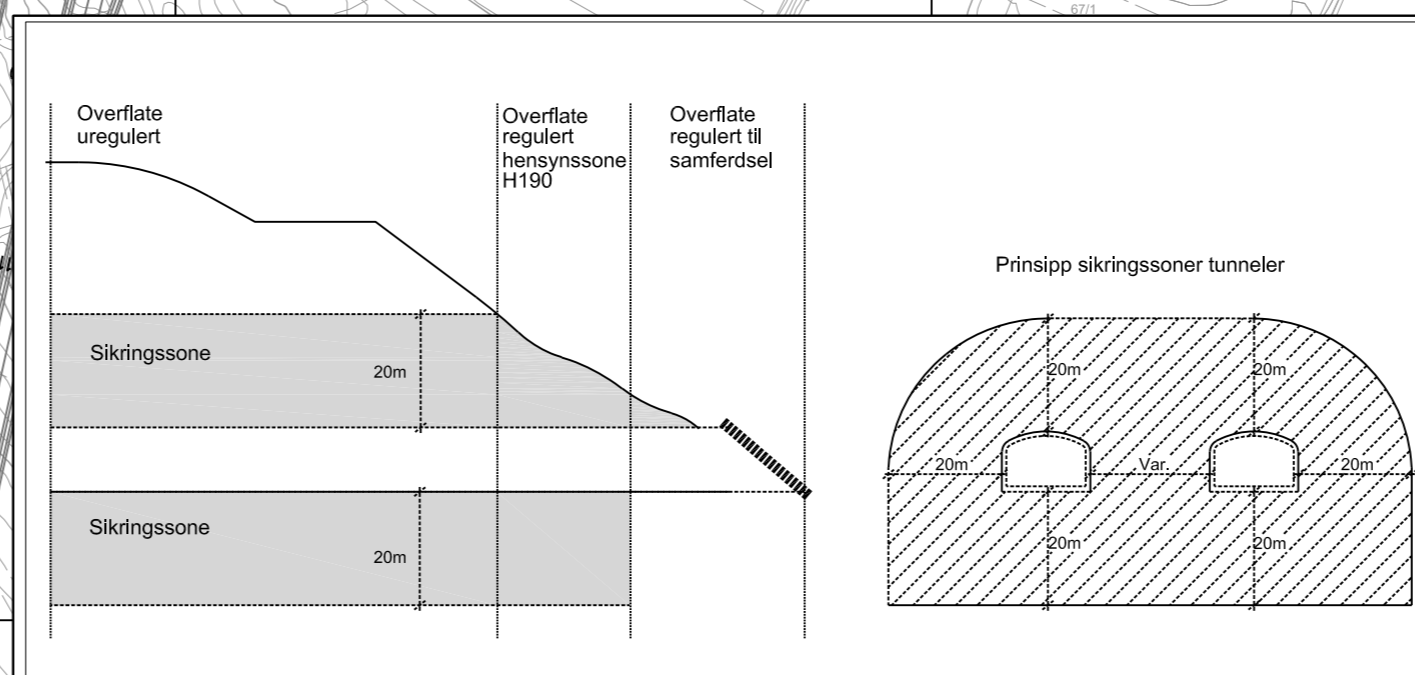 67/1
Overflate
uregulert
Overflate
regulert
hensynssone
H190
Overflate
regulert til
samferdsel
Sikringssone
20m
Sikringssone
20m
Prinsipp sikringssoner tunneler
20m
20m
20m
Var.
20m
20m
20m